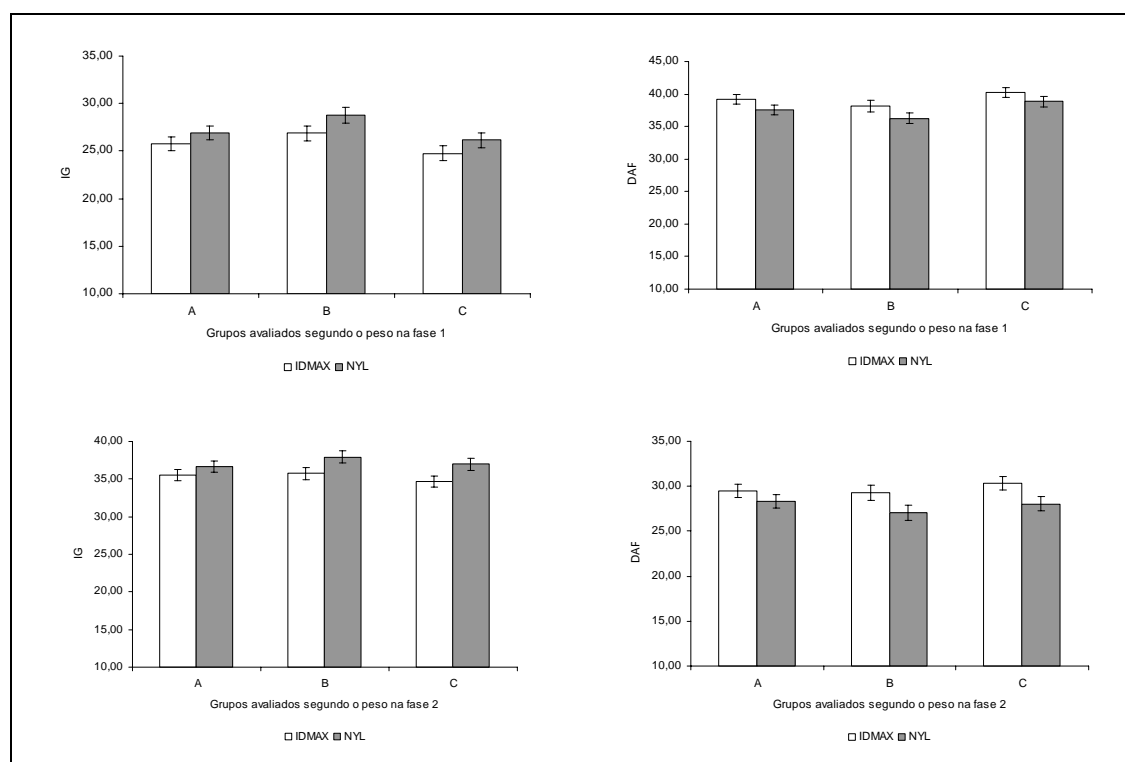 35,00
30,00
25,00
20,00
15,00
10,00
IG
A B C
Grupos avaliados segundo o peso na fase 1
IDMAX NYL
45,00
40,00
35,00
30,00
25,00
20,00
15,00
10,00
DAF
A B C
Grupos avaliados segundo o peso na fase 1
IDMAX NYL
40,00
35,00
30,00
25,00
20,00
15,00
10,00
IG
A B C
Grupos avaliados segundo o peso na fase 2
IDMAX NYL
35,00
30,00
25,00
20,00
15,00
10,00
DAF
A B C
Grupos avaliados segundo o peso na fase 2
IDMAX NYL